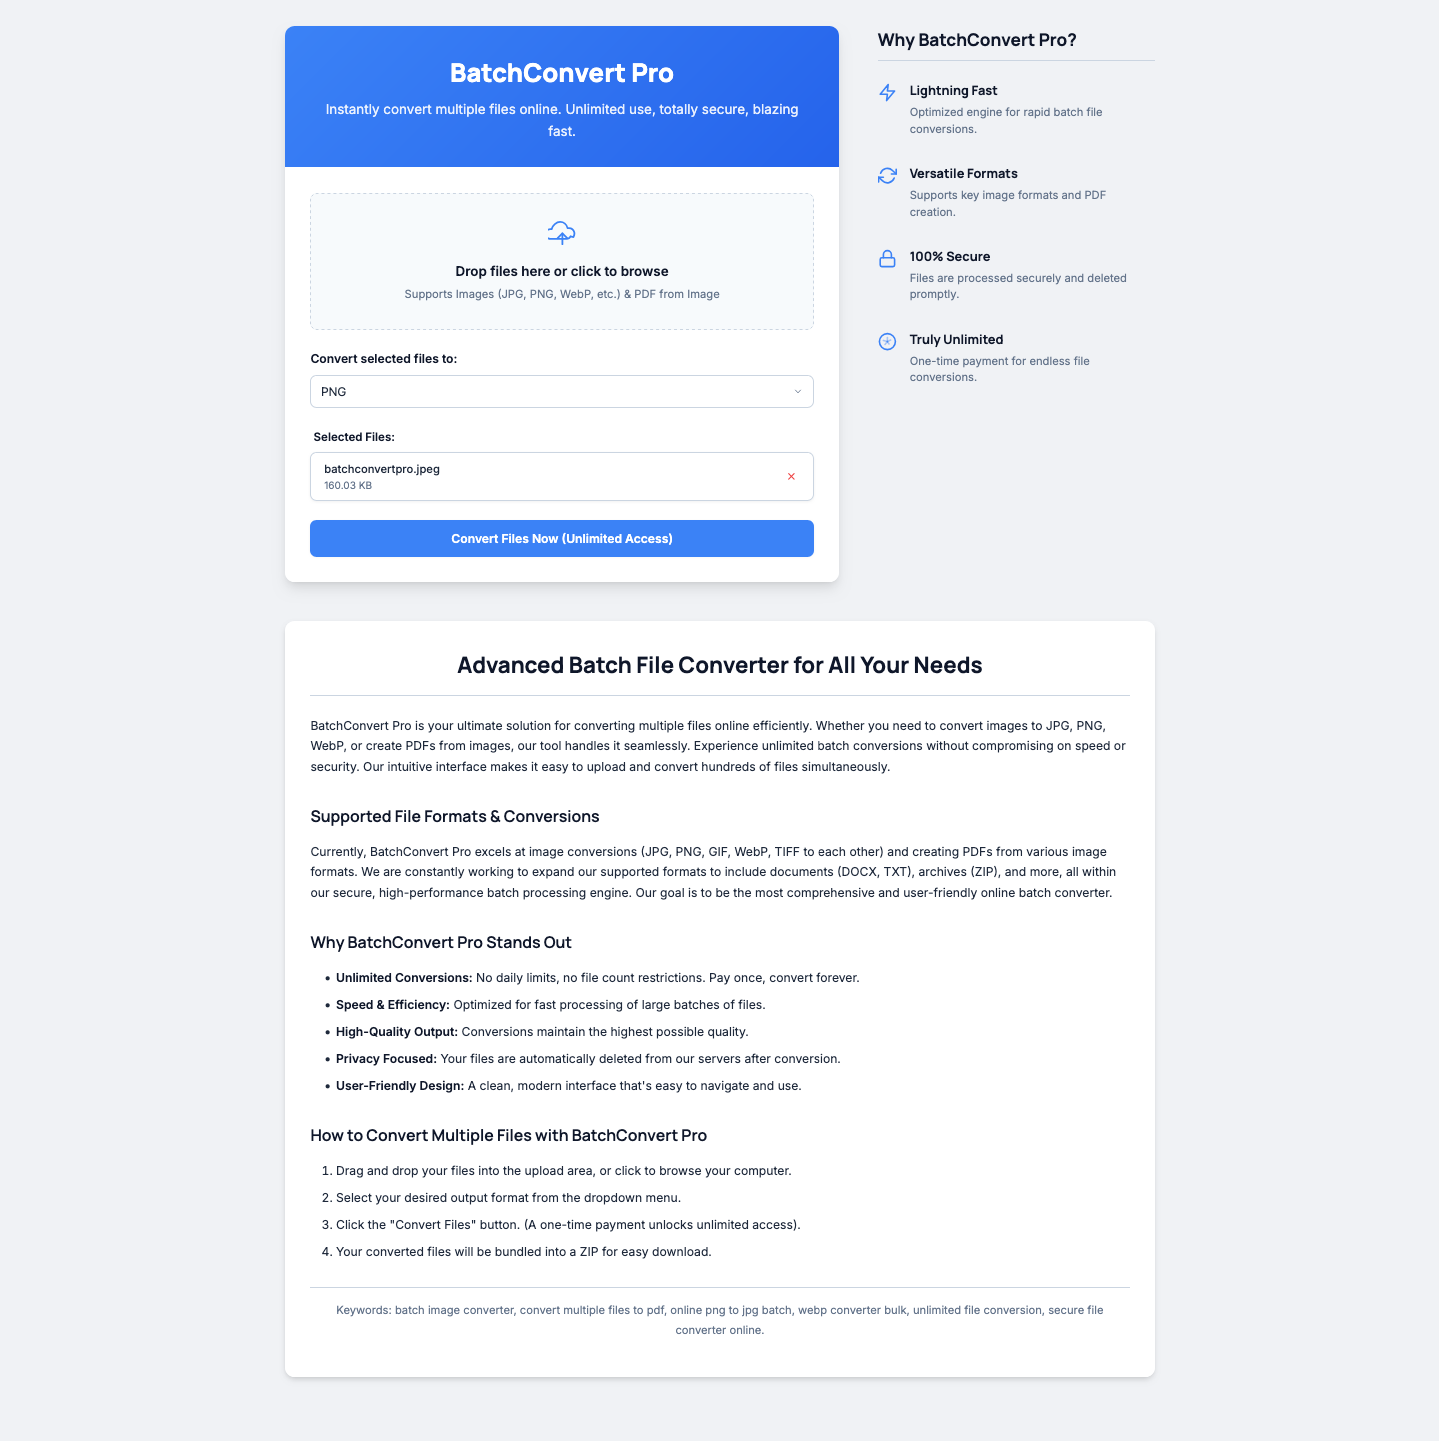 BatchConvert Pro
Instantly convert multiple files online. Unlimited use, totally secure, blazing
fast.
Drop files here or click to browse
Supports Images (JPG, PNG, WebP, etc.) & PDF from Image
Convert selected files to:
PNG
Selected Files:
batchconvertpro.jpeg
160.03 KB
Convert Files Now (Unlimited Access)
Why BatchConvert Pro?
Lightning Fast
Optimized engine for rapid batch file
conversions.
Versatile Formats
Supports key image formats and PDF
creation.
100% Secure
Files are processed securely and deleted
promptly.
Truly Unlimited
One-time payment for endless file
conversions.
Advanced Batch File Converter for All Your Needs
BatchConvert Pro is your ultimate solution for converting multiple files online efficiently. Whether you need to convert images to JPG, PNG,
WebP, or create PDFs from images, our tool handles it seamlessly. Experience unlimited batch conversions without compromising on speed or
security. Our intuitive interface makes it easy to upload and convert hundreds of files simultaneously.
Supported File Formats & Conversions
Currently, BatchConvert Pro excels at image conversions (JPG, PNG, GIF, WebP, TIFF to each other) and creating PDFs from various image
formats. We are constantly working to expand our supported formats to include documents (DOCX, TXT), archives (ZIP), and more, all within
our secure, high-performance batch processing engine. Our goal is to be the most comprehensive and user-friendly online batch converter.
Why BatchConvert Pro Stands Out
• Unlimited Conversions: No daily limits, no file count restrictions. Pay once, convert forever.
• Speed & Efficiency: Optimized for fast processing of large batches of files.
• High-Quality Output: Conversions maintain the highest possible quality.
• Privacy Focused: Your files are automatically deleted from our servers after conversion.
• User-Friendly Design: A clean, modern interface that's easy to navigate and use.
How to Convert Multiple Files with BatchConvert Pro
1. Drag and drop your files into the upload area, or click to browse your computer.
2. Select your desired output format from the dropdown menu.
3. Click the "Convert Files" button. (A one-time payment unlocks unlimited access).
4. Your converted files will be bundled into a ZIP for easy download.
Keywords: batch image converter, convert multiple files to pdf, online png to jpg batch, webp converter bulk, unlimited file conversion, secure file
converter online.